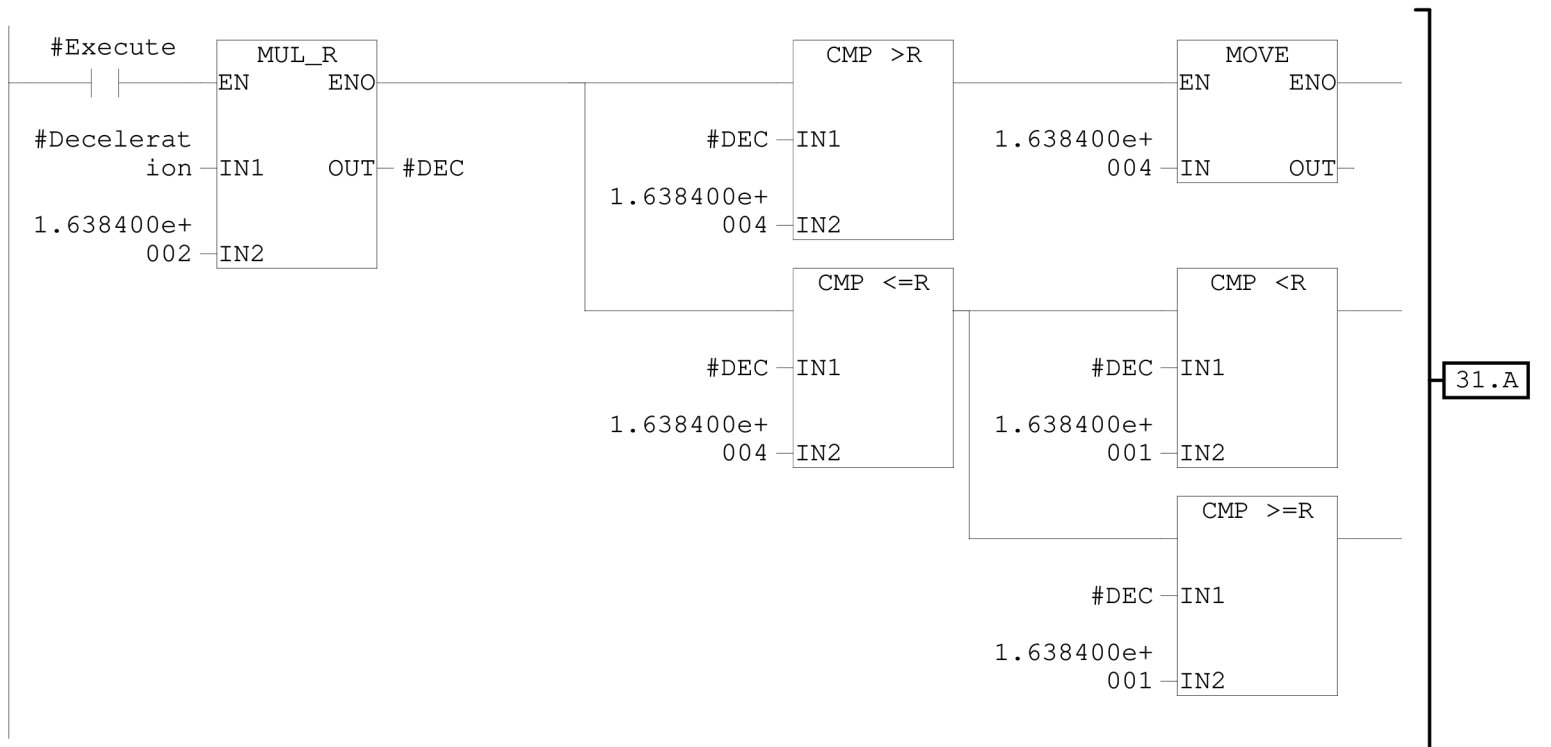 #Execute
MUL_R
EN ENO
#Decelerat
ion IN1 OUT #DEC
1.638400e+
002 IN2
CMP >R
#DEC IN1
1.638400e+
004 IN2
MOVE
EN ENO
1.638400e+
004 IN OUT
CMP <=R
#DEC IN1
1.638400e+
004 IN2
CMP <R
#DEC IN1
1.638400e+
001 IN2
CMP >=R
#DEC IN1
1.638400e+
001 IN2
31.A